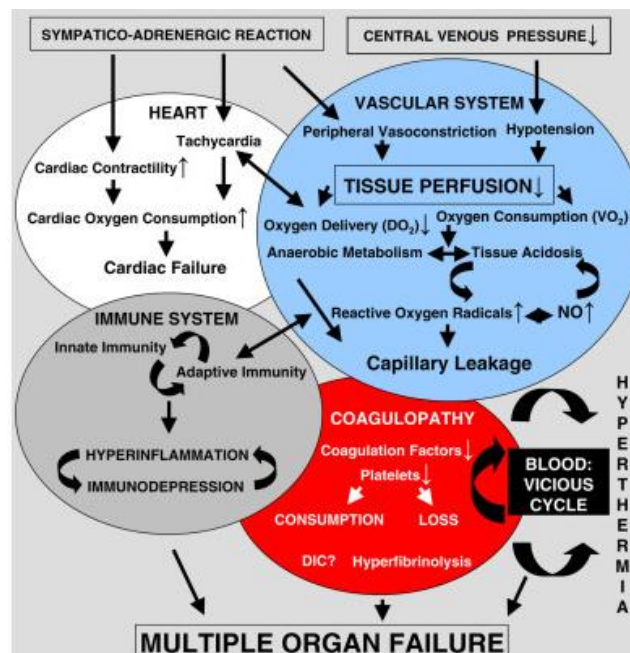 SYMPATICO-ADRENERGIC REACTION
CENTRAL VENOUS PRESSURE↓
HEART
Tachycardia
Cardiac Contractility↑
Cardiac Oxygen Consumption↑
Cardiac Failure
VASCULAR SYSTEM
Peripheral Vasoconstriction
Hypotension
TISSUE PERFUSION↓
Oxygen Delivery (DO₂)↓
Oxygen Consumption (VO₂)
Anaerobic Metabolism
Tissue Acidosis
Reactive Oxygen Radicals↑
NO↑
Capillary Leakage
IMMUNE SYSTEM
Innate Immunity
Adaptive Immunity
HYPERINFLAMMATION
IMMUNODEPRESSION
COAGULOPATHY
Coagulation Factors↓
Platelets↓
CONSUMPTION
LOSS
DIC?
Hyperfibrinolysis
BLOOD:
VICIOUS
CYCLE
HYPERTHERMIA
MULTIPLE ORGAN FAILURE